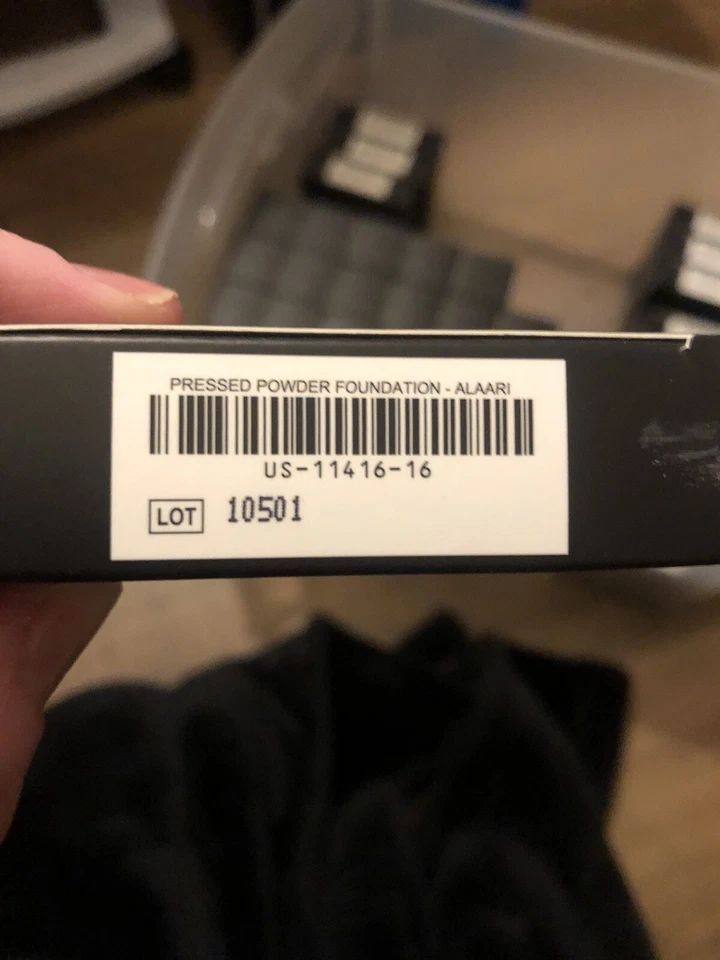 PRESSED POWDER FOUNDATION - ALAARI
US-11416-16
LOT 10501